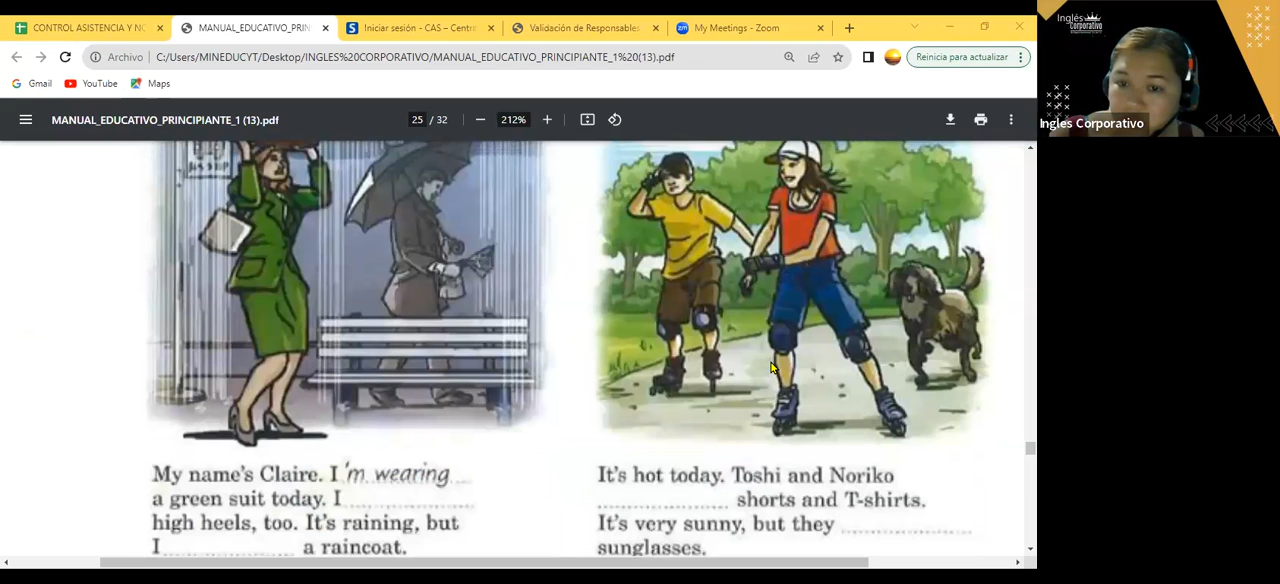 CONTROL ASISTENCIA Y NO
MANUAL_EDUCATIVO_PRIN
Iniciar sesión - CAS – Centr
Validación de Responsables
My Meetings - Zoom
Archivo C:/Users/MINEDUCYT/Desktop/INGLES%20CORPORATIVO/MANUAL_EDUCATIVO_PRINCIPIANTE_1%20(13).pdf
Reinicia para actualizar
Gmail YouTube Maps
MANUAL_EDUCATIVO_PRINCIPIANTE_1 (13).pdf
25 / 32
212%
Inglés
Corporativo
Ingles Corporativo
My name's Claire. I 'm wearing
a green suit today. I
high heels, too. It's raining, but
I a raincoat.
It's hot today. Toshi and Noriko
shorts and T-shirts.
It's very sunny, but they
sunglasses.